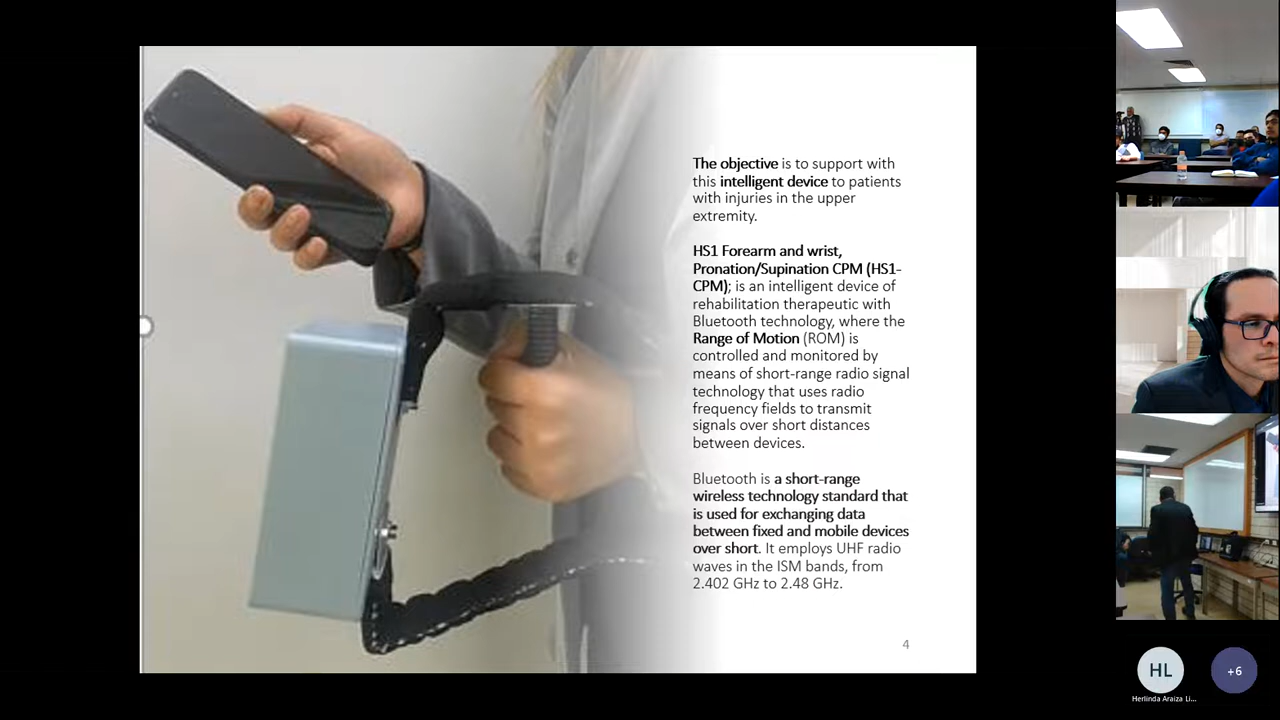 The objective is to support with
this intelligent device to patients
with injuries in the upper
extremity.
HS1 Forearm and wrist,
Pronation/Supination CPM (HS1-
CPM); is an intelligent device of
rehabilitation therapeutic with
Bluetooth technology, where the
Range of Motion (ROM) is
controlled and monitored by
means of short-range radio signal
technology that uses radio
frequency fields to transmit
signals over short distances
between devices.
Bluetooth is a short-range
wireless technology standard that
is used for exchanging data
between fixed and mobile devices
over short. It employs UHF radio
waves in the ISM bands, from
2.402 GHz to 2.48 GHz.
4
HL
+6
Herlinda Araiza Li...